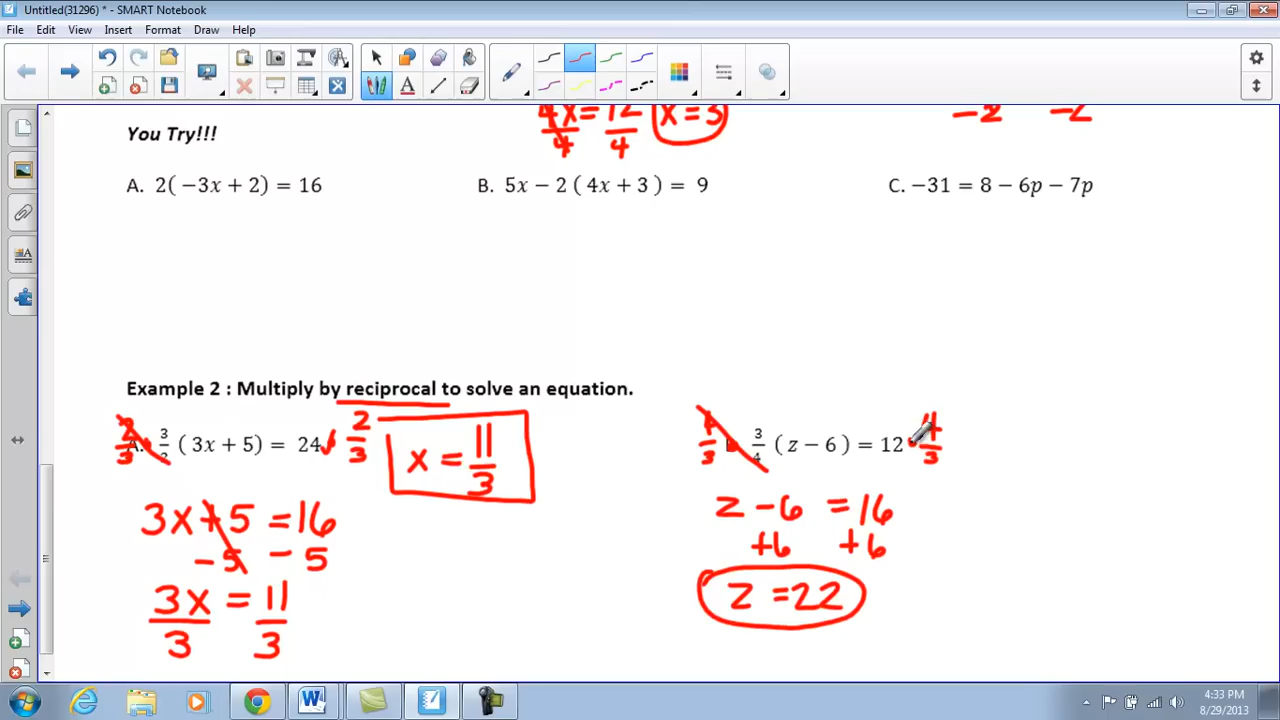 Untitled(31296) * - SMART Notebook
File Edit View Insert Format Draw Help
4x = 12 x = 3
4 4
-2 -2
You Try!!!
A. 2( −3x + 2) = 16
B. 5x − 2 ( 4x + 3 ) = 9
C. −31 = 8 − 6p − 7p
Example 2 : Multiply by reciprocal to solve an equation.
2/3 A. 3/2 ( 3x + 5) = 24 · 2/3
x = 11/3
3x + 5 = 16
- 5 - 5
3x = 11
3 3
4/3 3/4 ( z − 6 ) = 12 · 4/3
z - 6 = 16
+6 +6
z = 22
4:33 PM
8/29/2013